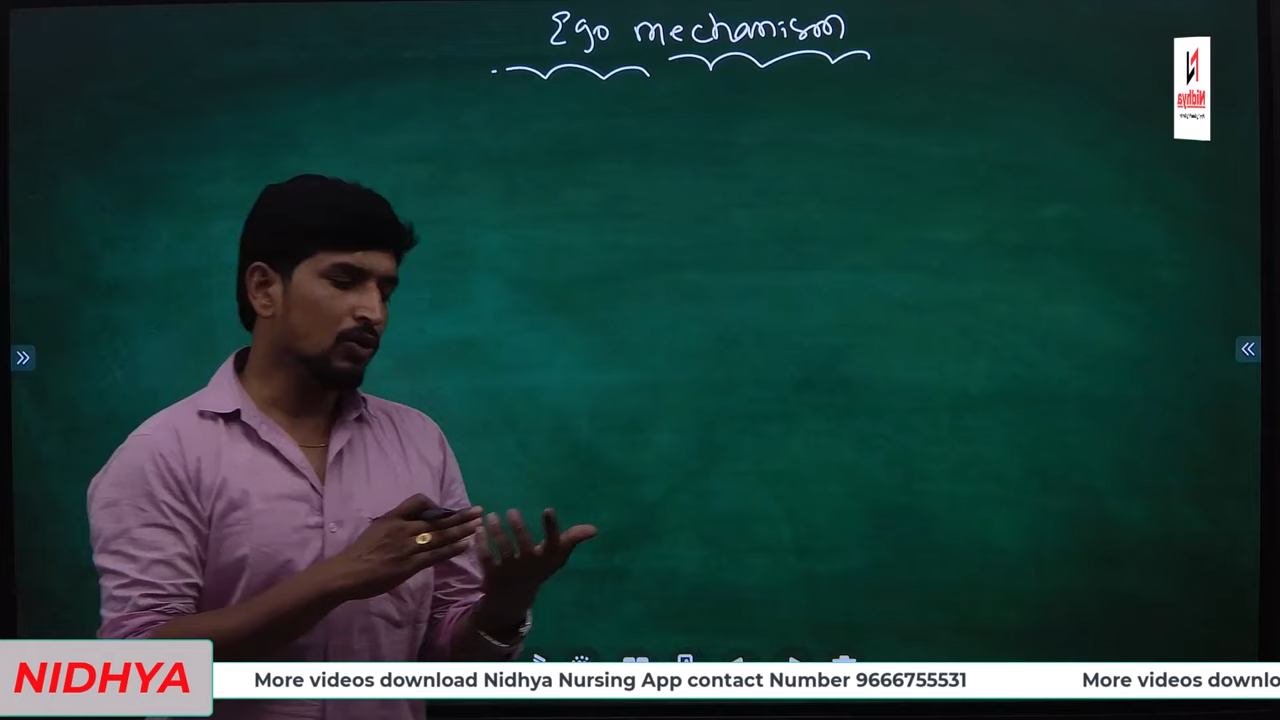 Ego mechanism
Nidhya
NIDHYA
More videos download Nidhya Nursing App contact Number 9666755531
More videos downlo